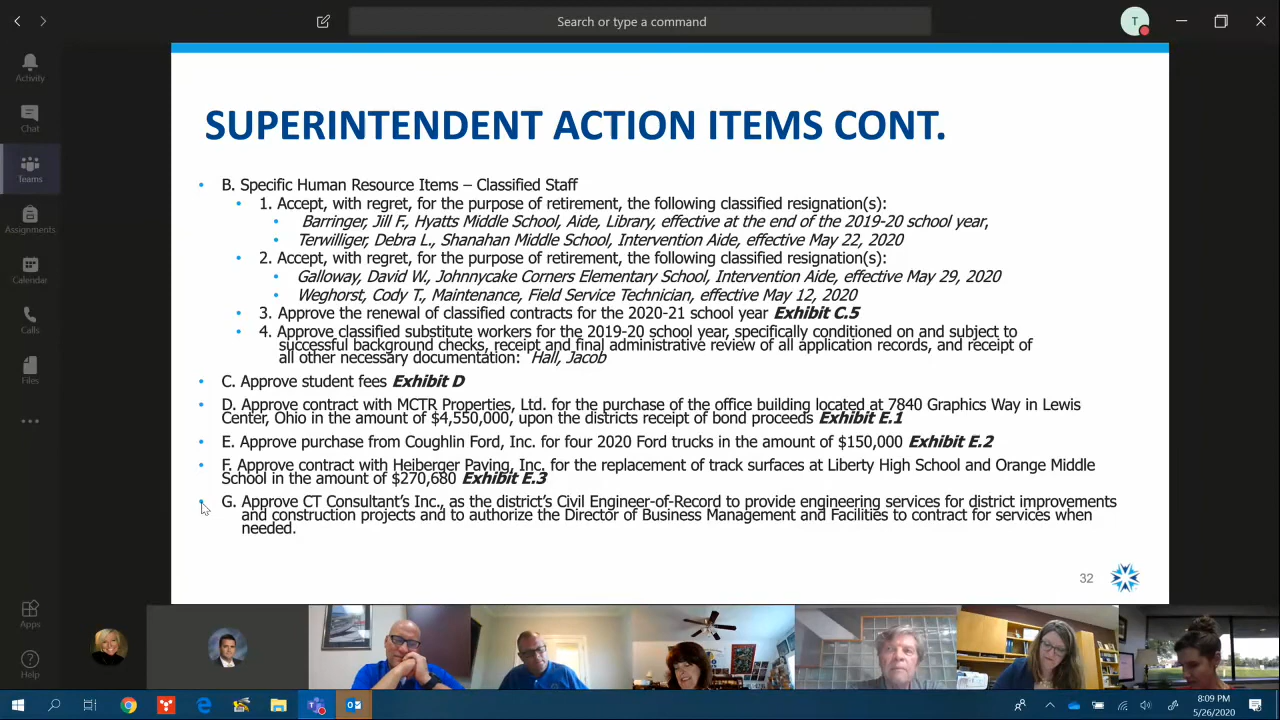 Search or type a command
T
Activity
Chat
Teams
Assignments
Calendar
Calls
Files
Apps
Help
SUPERINTENDENT ACTION ITEMS CONT.
• B. Specific Human Resource Items – Classified Staff
• 1. Accept, with regret, for the purpose of retirement, the following classified resignation(s):
• Barringer, Jill F., Hyatts Middle School, Aide, Library, effective at the end of the 2019-20 school year,
• Terwilliger, Debra L., Shanahan Middle School, Intervention Aide, effective May 22, 2020
• 2. Accept, with regret, for the purpose of retirement, the following classified resignation(s):
• Galloway, David W., Johnnycake Corners Elementary School, Intervention Aide, effective May 29, 2020
• Weghorst, Cody T., Maintenance, Field Service Technician, effective May 12, 2020
• 3. Approve the renewal of classified contracts for the 2020-21 school year Exhibit C.5
• 4. Approve classified substitute workers for the 2019-20 school year, specifically conditioned on and subject to
successful background checks, receipt and final administrative review of all application records, and receipt of
all other necessary documentation: Hall, Jacob
• C. Approve student fees Exhibit D
• D. Approve contract with MCTR Properties, Ltd. for the purchase of the office building located at 7840 Graphics Way in Lewis
Center, Ohio in the amount of $4,550,000, upon the districts receipt of bond proceeds Exhibit E.1
• E. Approve purchase from Coughlin Ford, Inc. for four 2020 Ford trucks in the amount of $150,000 Exhibit E.2
• F. Approve contract with Heiberger Paving, Inc. for the replacement of track surfaces at Liberty High School and Orange Middle
School in the amount of $270,680 Exhibit E.3
• G. Approve CT Consultant's Inc., as the district's Civil Engineer-of-Record to provide engineering services for district improvements
and construction projects and to authorize the Director of Business Management and Facilities to contract for services when
needed.
32
8:09 PM
5/26/2020